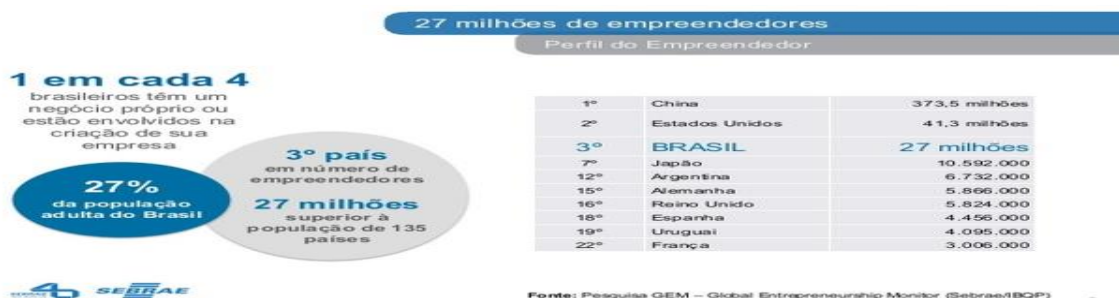 27 milhões de empreendedores
Perfil do Empreendedor
1 em cada 4
brasileiros têm um
negócio próprio ou
estão envolvidos na
criação de sua
empresa
27%
da população
adulta do Brasil
3º país
em número de
empreendedores
27 milhões
superior à
população de 135
países
1º China 373,5 milhões
2º Estados Unidos 41,3 milhões
3º BRASIL 27 milhões
7º Japão 10.592.000
12º Argentina 6.732.000
15º Alemanha 5.866.000
16º Reino Unido 5.824.000
18º Espanha 4.456.000
19º Uruguai 4.095.000
22º França 3.006.000
SEBRAE
Fonte: Pesquisa GEM – Global Entrepreneurship Monitor (Sebrae/IBQP)